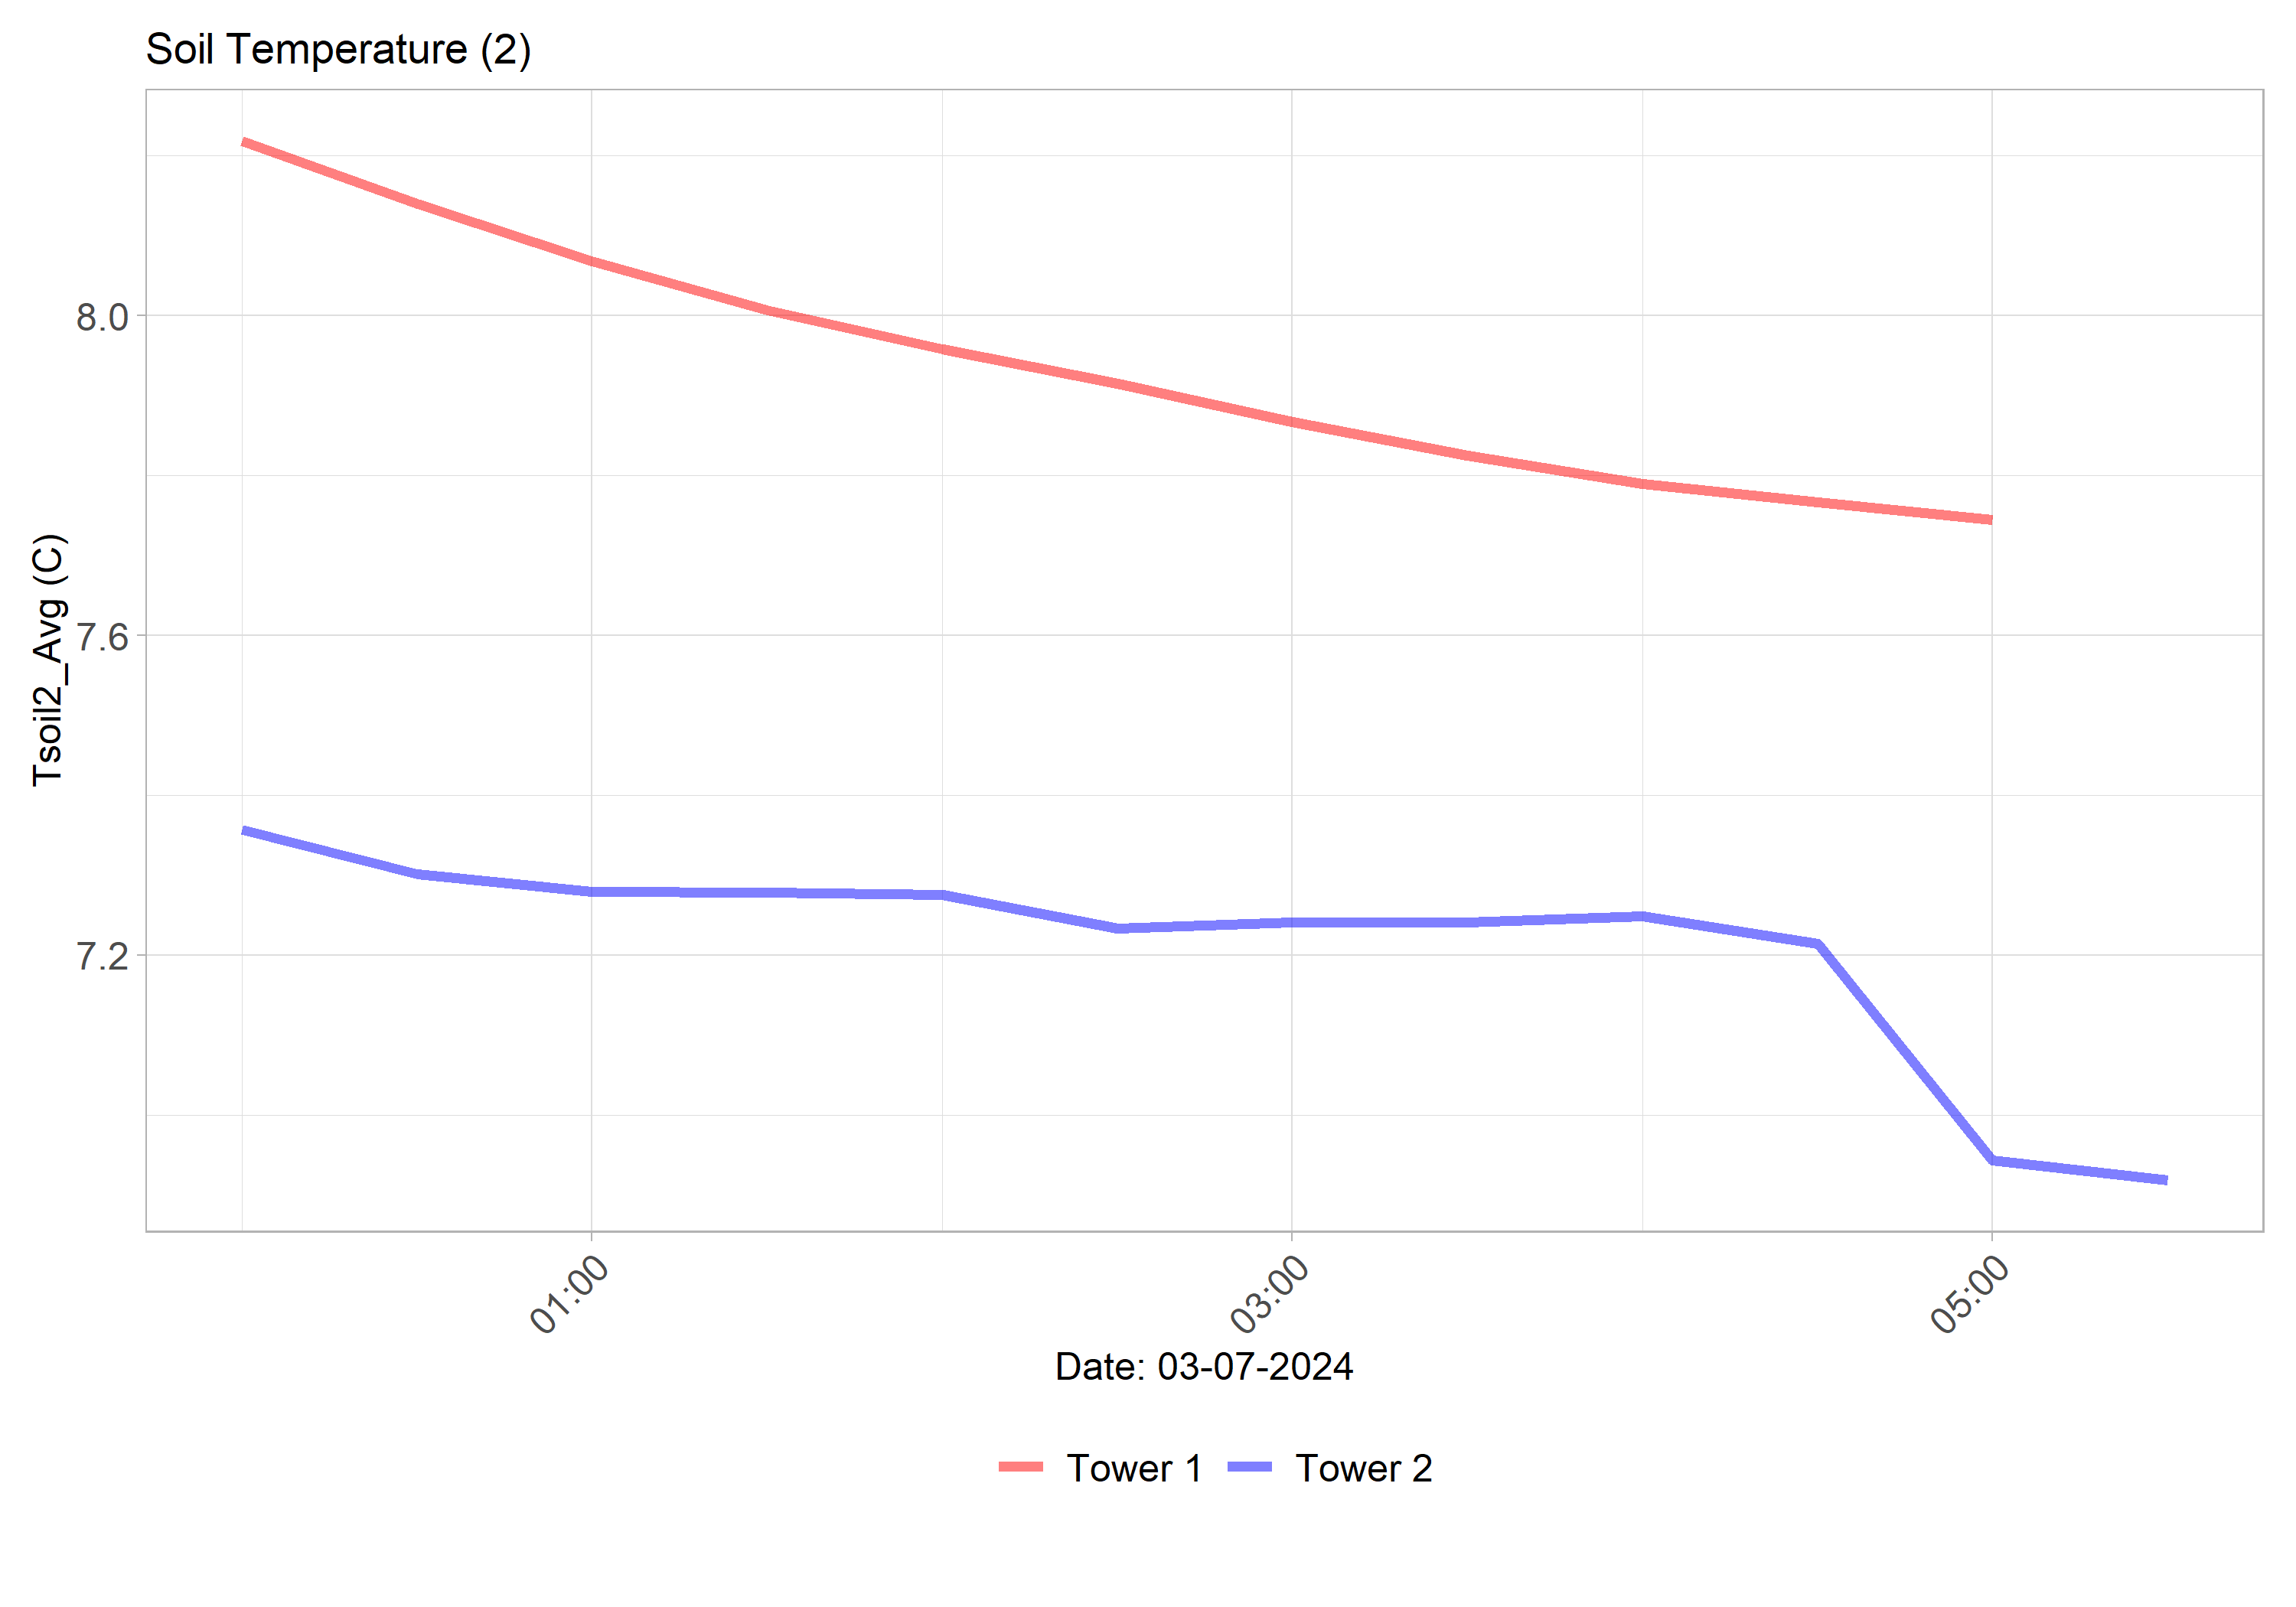 Soil Temperature (2)
Tsoil2_Avg (C)
8.0
7.6
7.2
01:00
03:00
05:00
Date: 03-07-2024
Tower 1
Tower 2